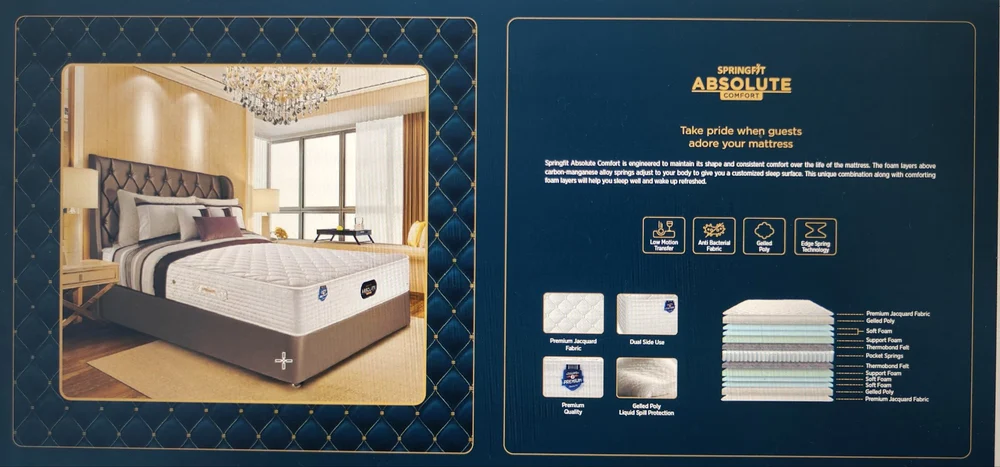 SPRINGFIT
ABSOLUTE
COMFORT
Take pride when guests
adore your mattress
Springfit Absolute Comfort is engineered to maintain its shape and consistent comfort over the life of the mattress. The foam layers above
carbon-manganese alloy springs adjust to your body to give you a customized sleep surface. This unique combination along with comforting
foam layers will help you sleep well and wake up refreshed.
Low Motion
Transfer
Anti Bacterial
Fabric
Gelled
Poly
Edge Spring
Technology
Premium Jacquard
Fabric
Dual Side Use
PREMIUM
Premium
Quality
Gelled Poly
Liquid Spill Protection
Premium Jacquard Fabric
Gelled Poly
Soft Foam
Support Foam
Thermobond Felt
Pocket Springs
Thermobond Felt
Support Foam
Soft Foam
Soft Foam
Gelled Poly
Premium Jacquard Fabric
ABSOLUTE